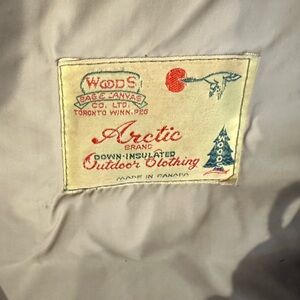 WOODS
BAG & CANVAS
CO. LTD.
TORONTO WINN-PEG
Arctic
BRAND
DOWN-INSULATED
Outdoor Clothing
MADE IN CANADA